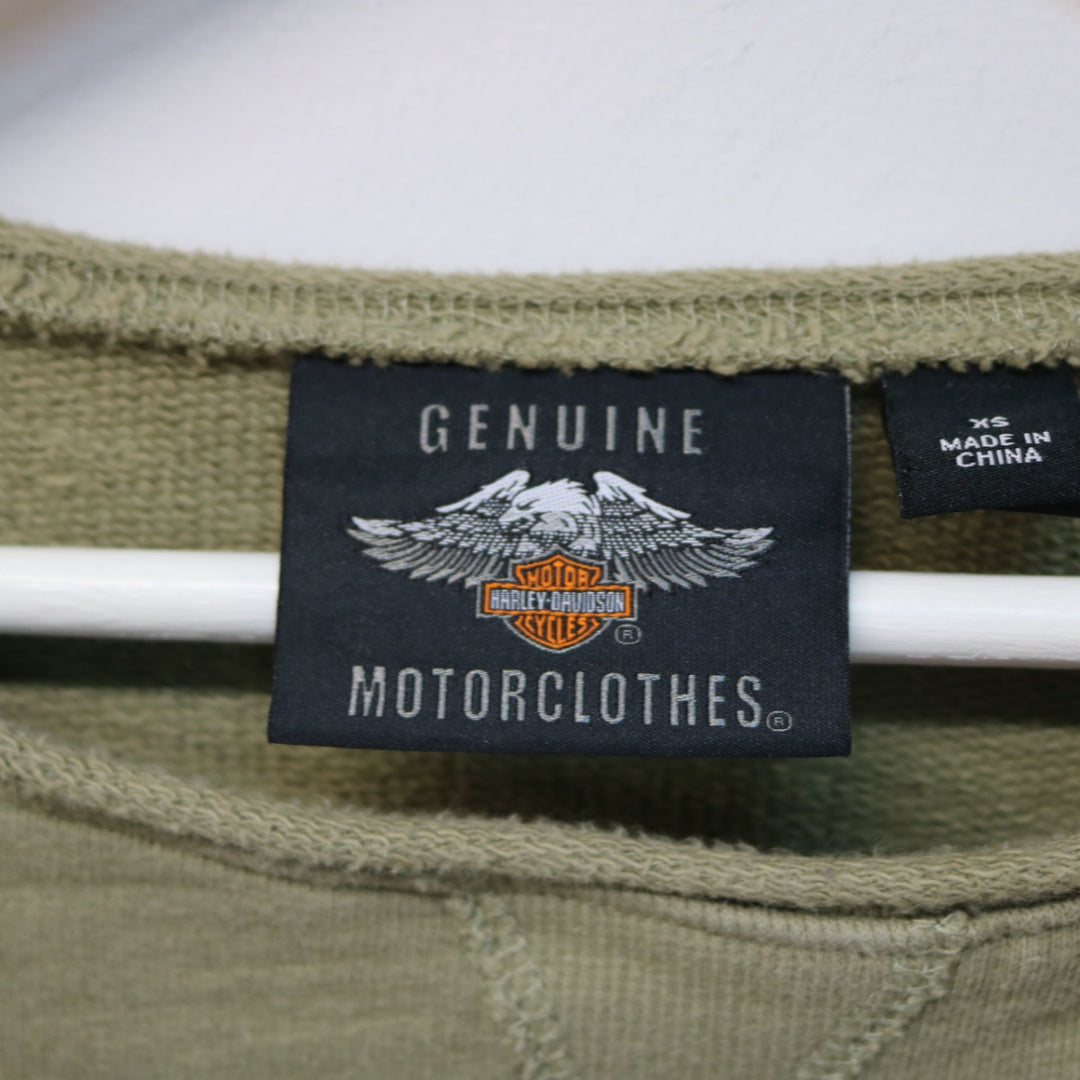 GENUINE
MOTOR
HARLEY-DAVIDSON
CYCLES
®
MOTORCLOTHES®
XS
MADE IN
CHINA